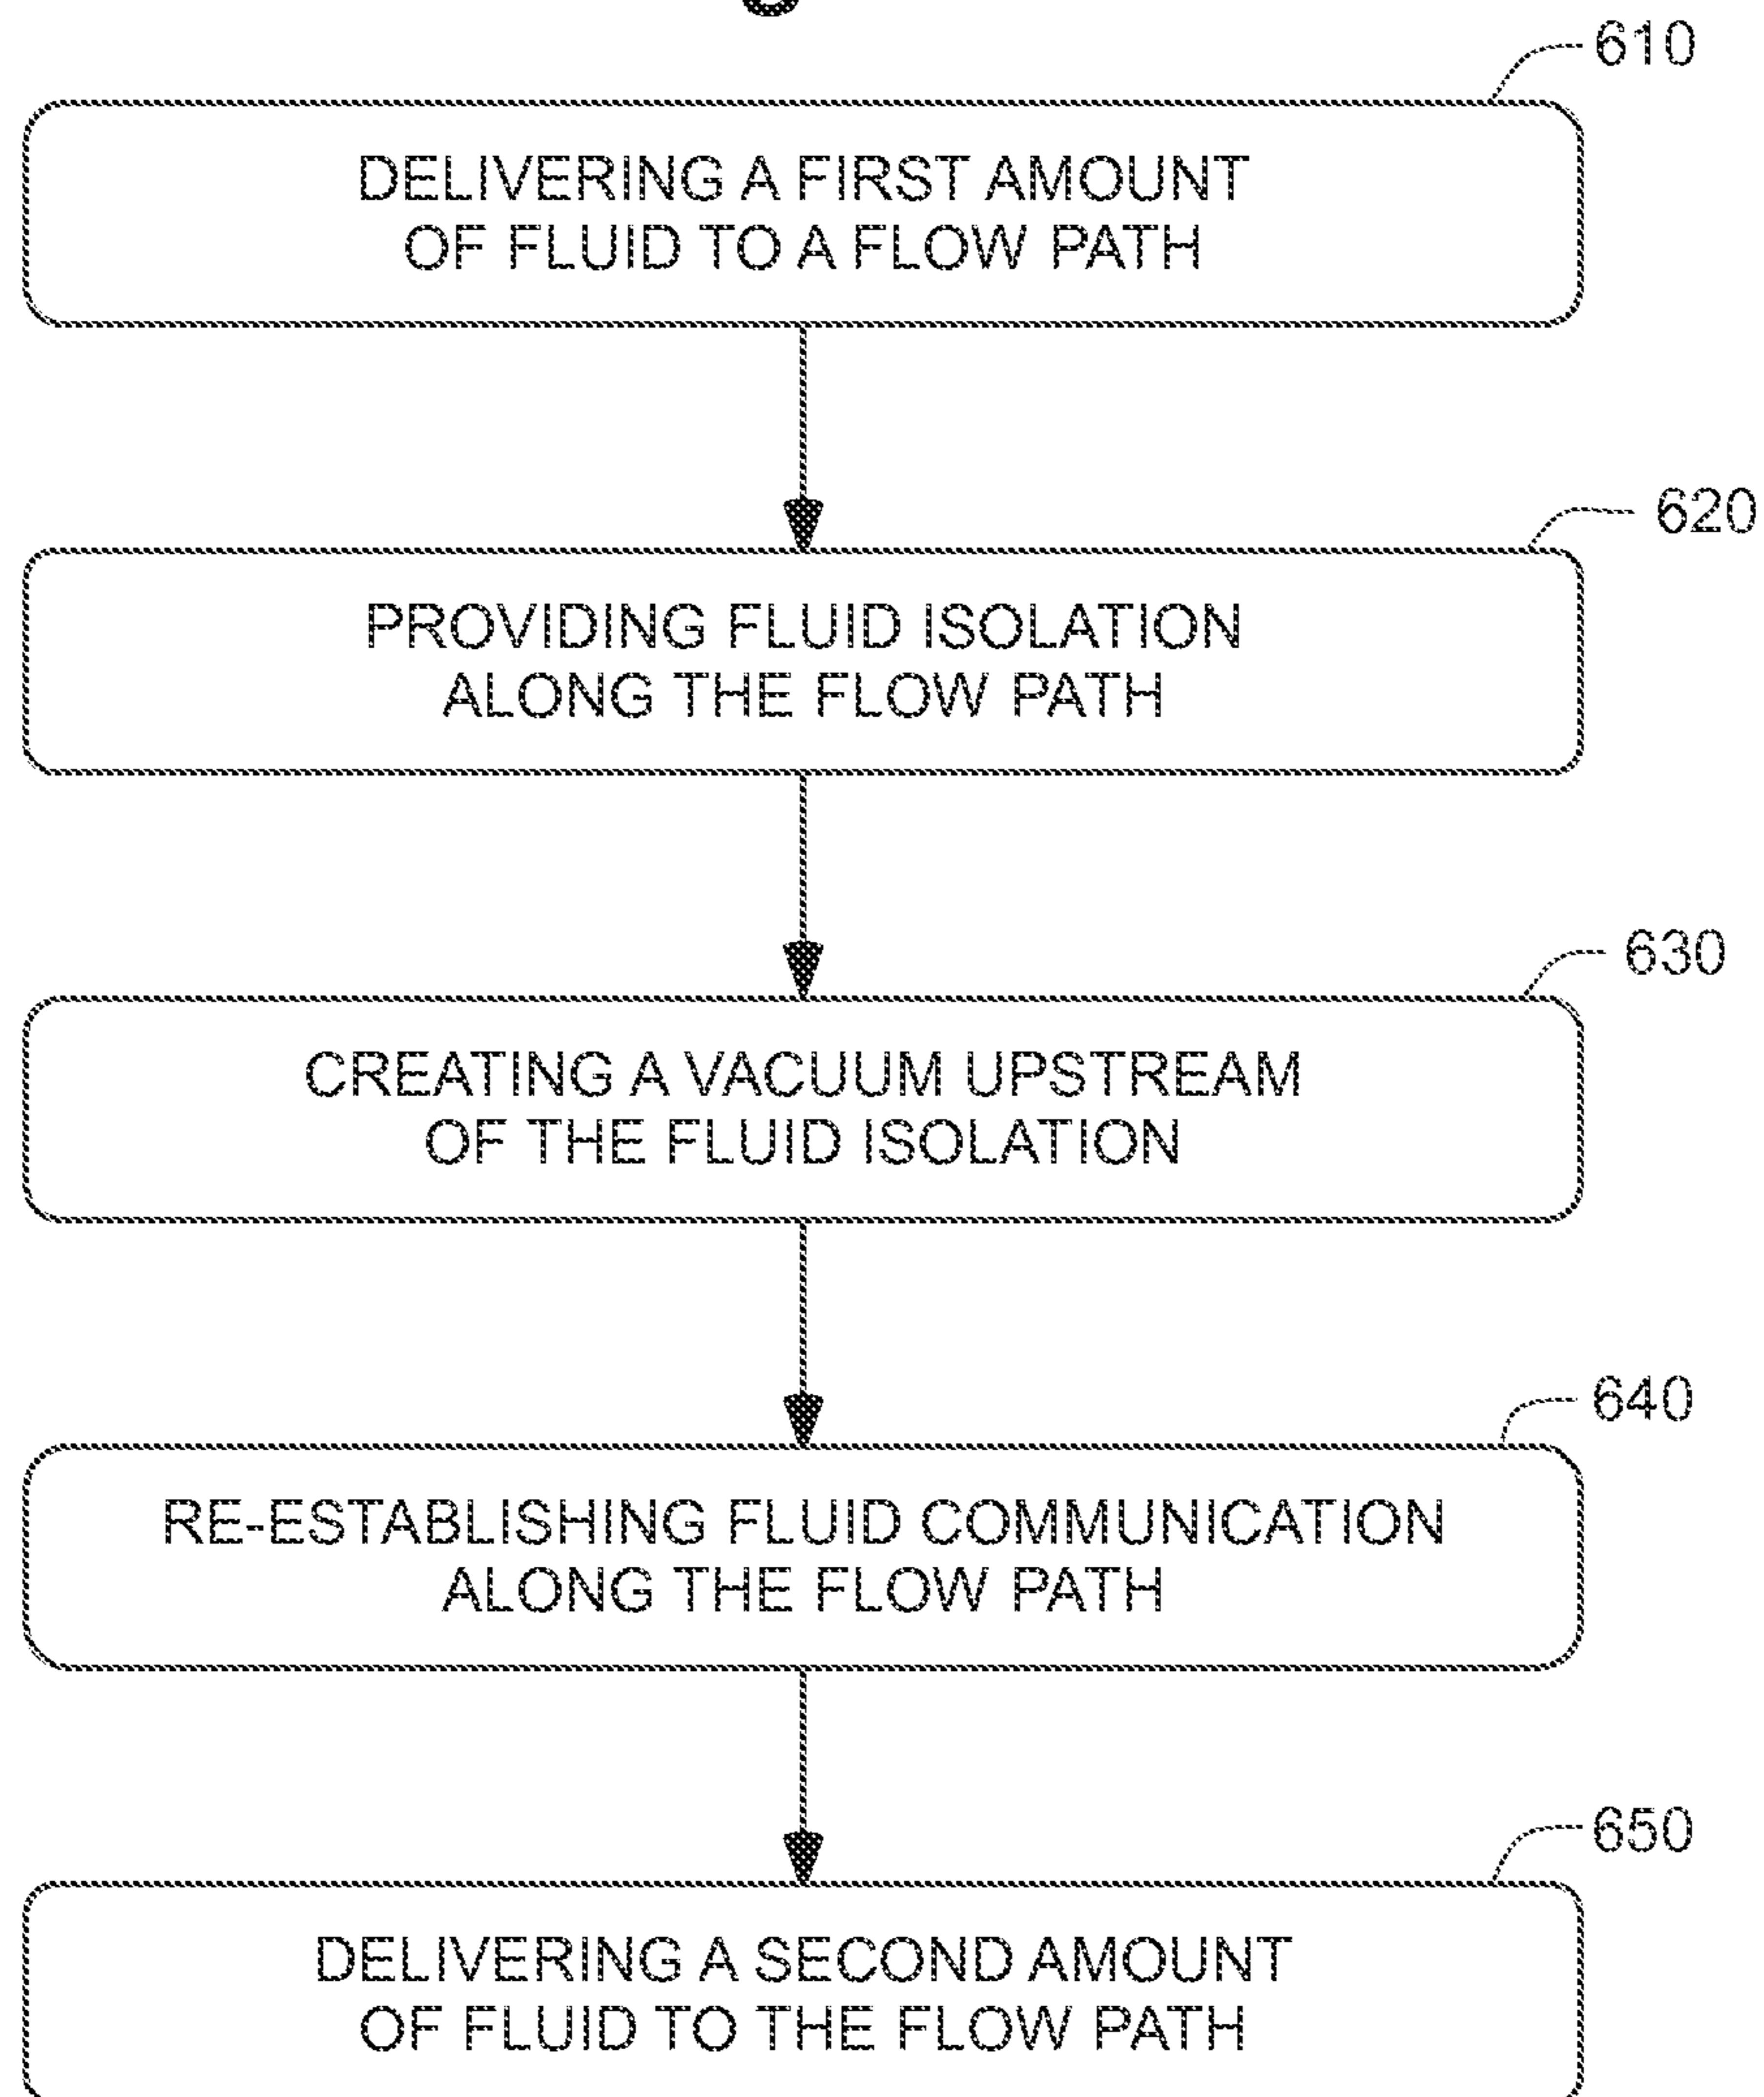 610
DELIVERING A FIRST AMOUNT
OF FLUID TO A FLOW PATH
620
PROVIDING FLUID ISOLATION
ALONG THE FLOW PATH
630
CREATING A VACUUM UPSTREAM
OF THE FLUID ISOLATION
640
RE-ESTABLISHING FLUID COMMUNICATION
ALONG THE FLOW PATH
650
DELIVERING A SECOND AMOUNT
OF FLUID TO THE FLOW PATH